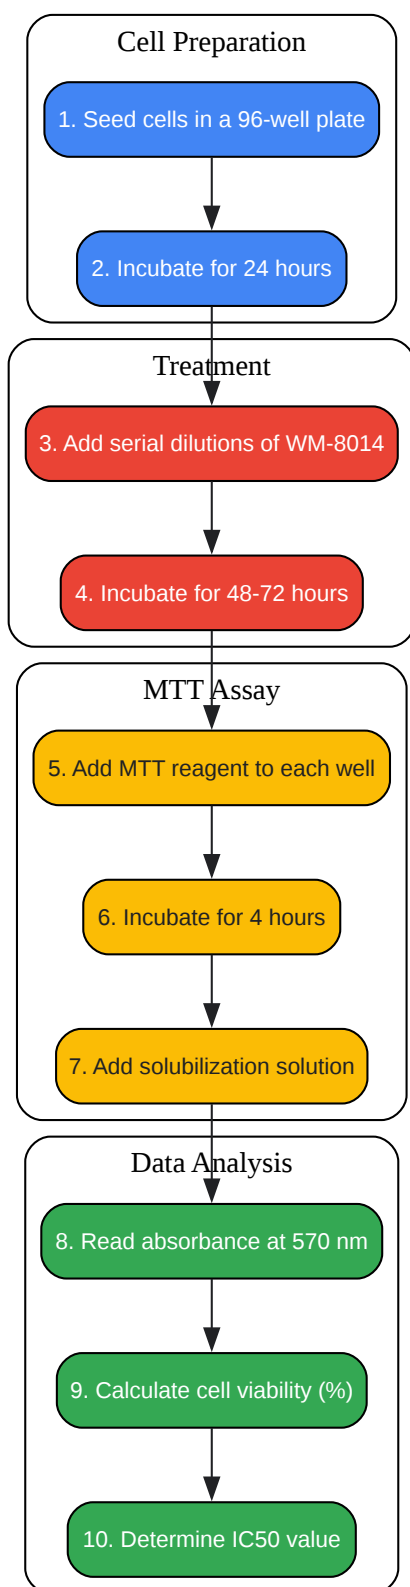 Cell Preparation
1. Seed cells in a 96-well plate
2. Incubate for 24 hours
Treatment
3. Add serial dilutions of WM-8014
4. Incubate for 48-72 hours
MTT Assay
5. Add MTT reagent to each well
6. Incubate for 4 hours
7. Add solubilization solution
Data Analysis
8. Read absorbance at 570 nm
9. Calculate cell viability (%)
10. Determine IC50 value